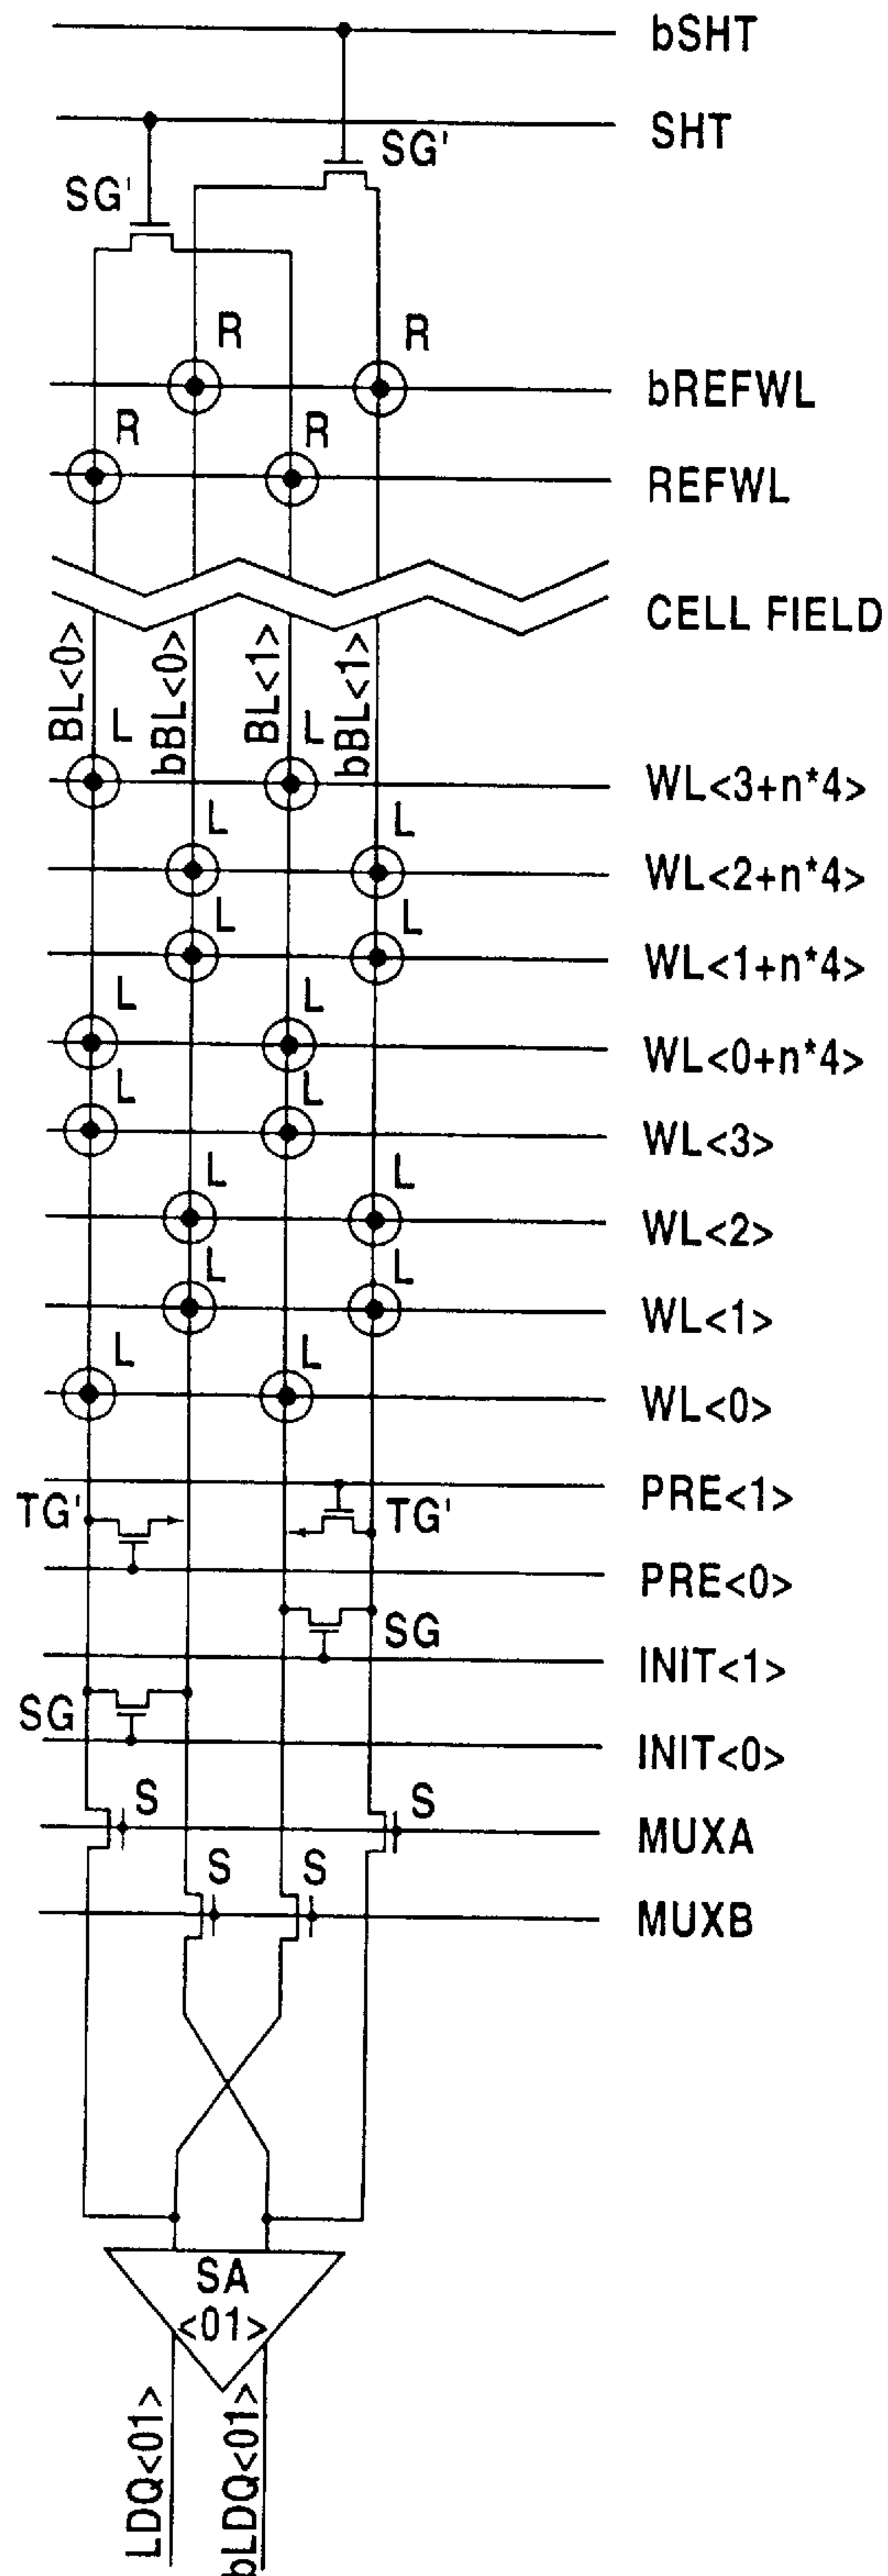 bSHT
SHT
SG'
SG'
R
R
bREFWL
R
R
REFWL
CELL FIELD
BL<0>
bBL<0>
BL<1>
bBL<1>
L
L
WL<3+n*4>
L
L
WL<2+n*4>
L
L
WL<1+n*4>
L
L
WL<0+n*4>
L
L
WL<3>
L
L
WL<2>
L
L
WL<1>
L
L
WL<0>
PRE<1>
TG'
TG'
PRE<0>
SG
INIT<1>
SG
INIT<0>
S
S
MUXA
S
S
MUXB
SA
<01>
LDQ<01>
bLDQ<01>